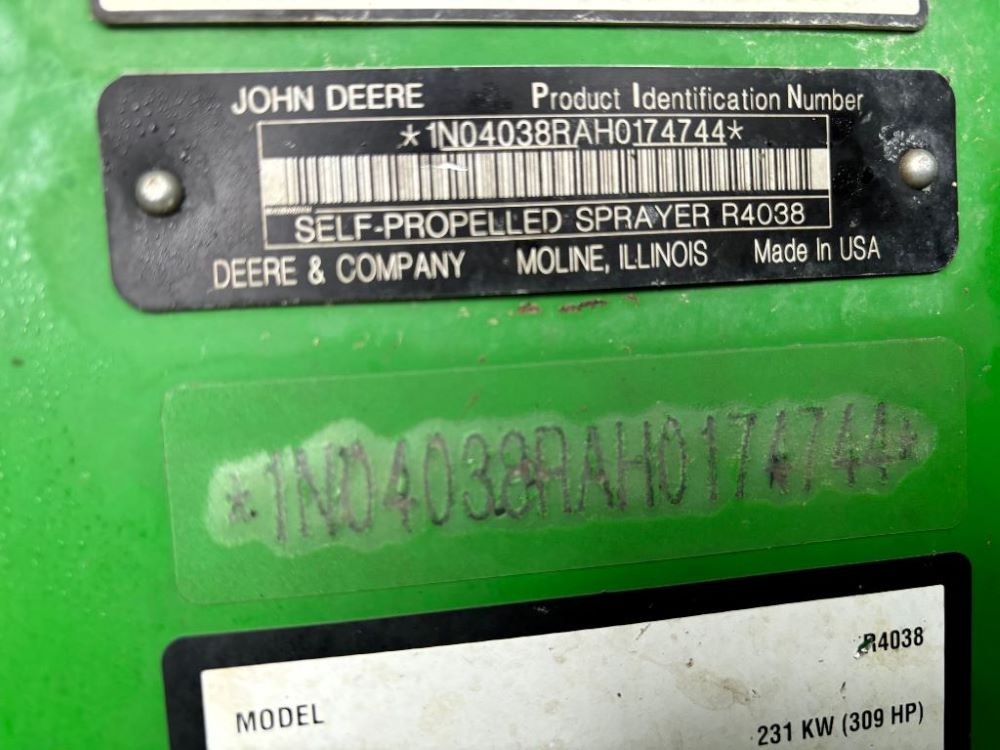 JOHN DEERE Product Identification Number
*1N04038RAH0174744*
SELF-PROPELLED SPRAYER R4038
DEERE & COMPANY MOLINE, ILLINOIS Made In USA
*1N04038RAH0174744*
R4038
MODEL
231 KW (309 HP)